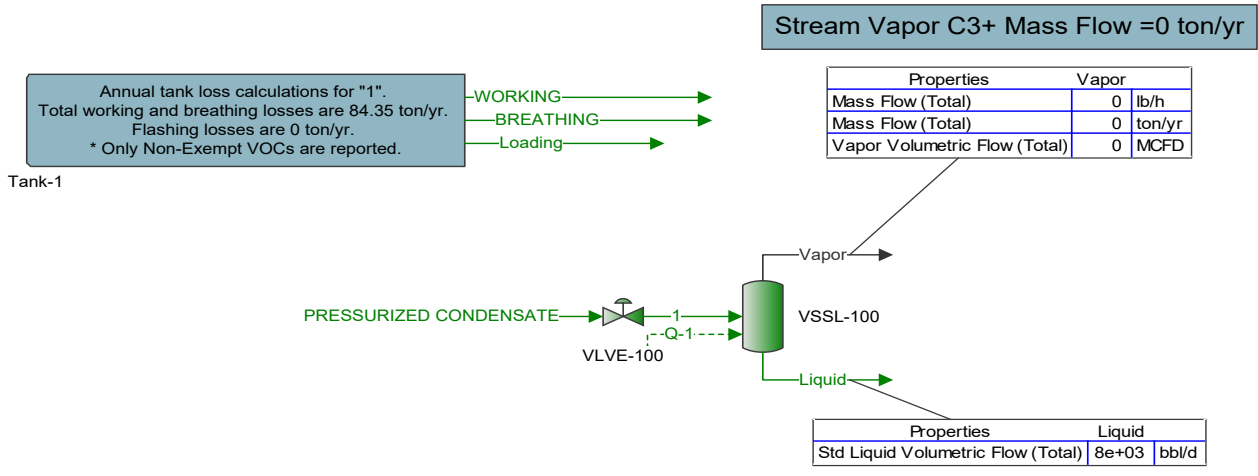 Stream Vapor C3+ Mass Flow =0 ton/yr
Annual tank loss calculations for "1".
Total working and breathing losses are 84.35 ton/yr.
Flashing losses are 0 ton/yr.
* Only Non-Exempt VOCs are reported.
Tank-1
WORKING
BREATHING
Loading
Properties Vapor
Mass Flow (Total) 0 lb/h
Mass Flow (Total) 0 ton/yr
Vapor Volumetric Flow (Total) 0 MCFD
Vapor
PRESSURIZED CONDENSATE
1
Q-1
VLVE-100
VSSL-100
Liquid
Properties Liquid
Std Liquid Volumetric Flow (Total) 8e+03 bbl/d